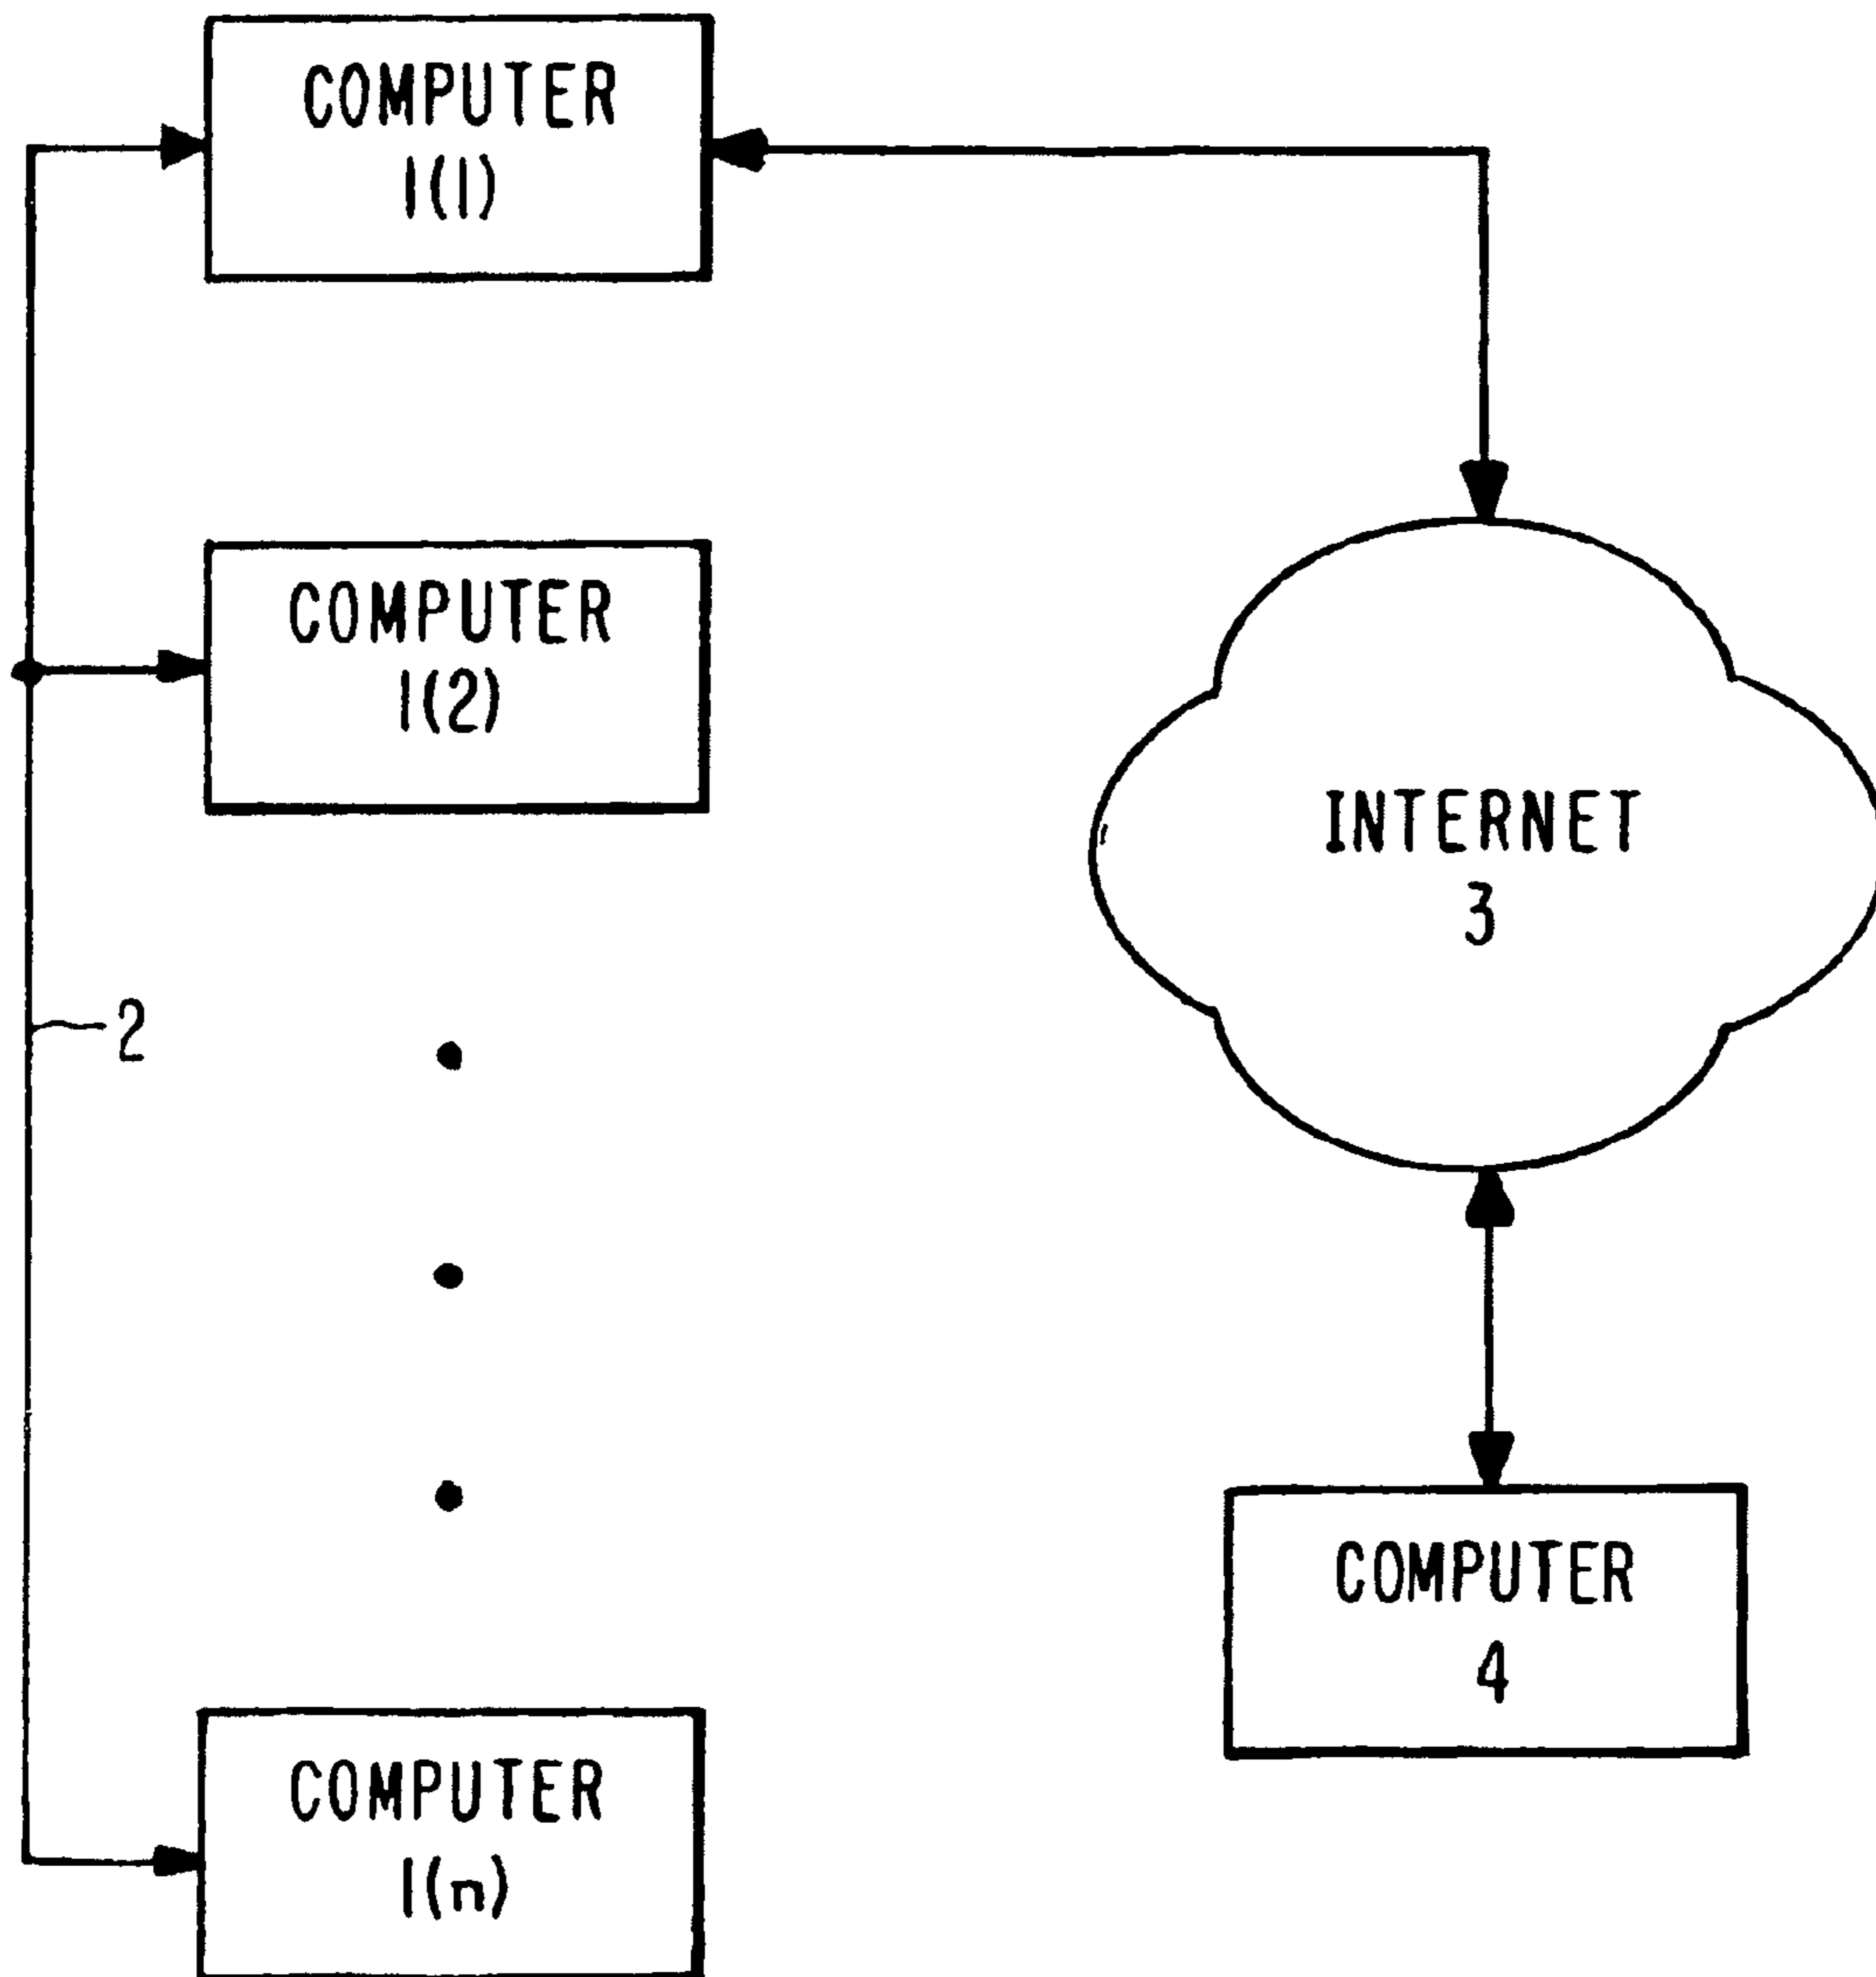 COMPUTER
1(1)
COMPUTER
1(2)
INTERNET
3
2
COMPUTER
4
COMPUTER
1(n)